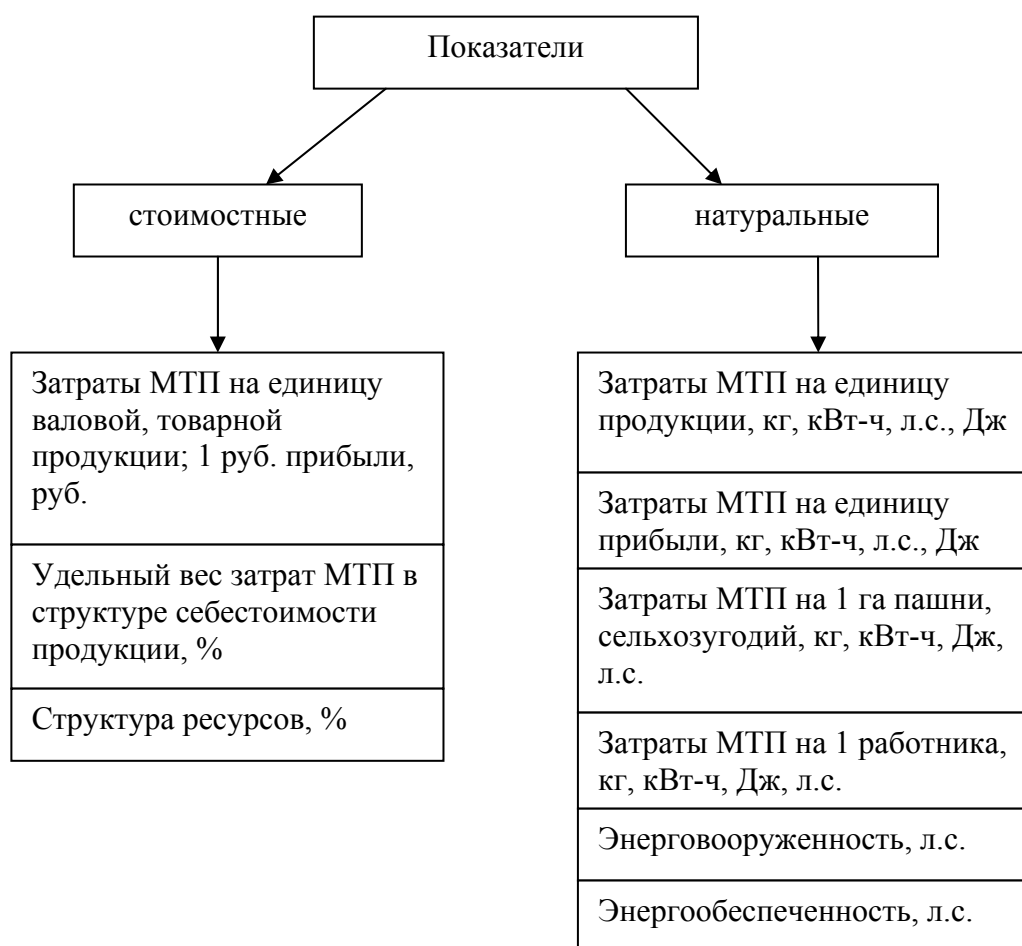 Показатели
стоимостные
натуральные
Затраты МТП на единицу
валовой, товарной
продукции; 1 руб. прибыли,
руб.
Удельный вес затрат МТП в
структуре себестоимости
продукции, %
Структура ресурсов, %
Затраты МТП на единицу
продукции, кг, кВт-ч, л.с., Дж
Затраты МТП на единицу
прибыли, кг, кВт-ч, л.с., Дж
Затраты МТП на 1 га пашни,
сельхозугодий, кг, кВт-ч, Дж,
л.с.
Затраты МТП на 1 работника,
кг, кВт-ч, Дж, л.с.
Энерговооруженность, л.с.
Энергообеспеченность, л.с.